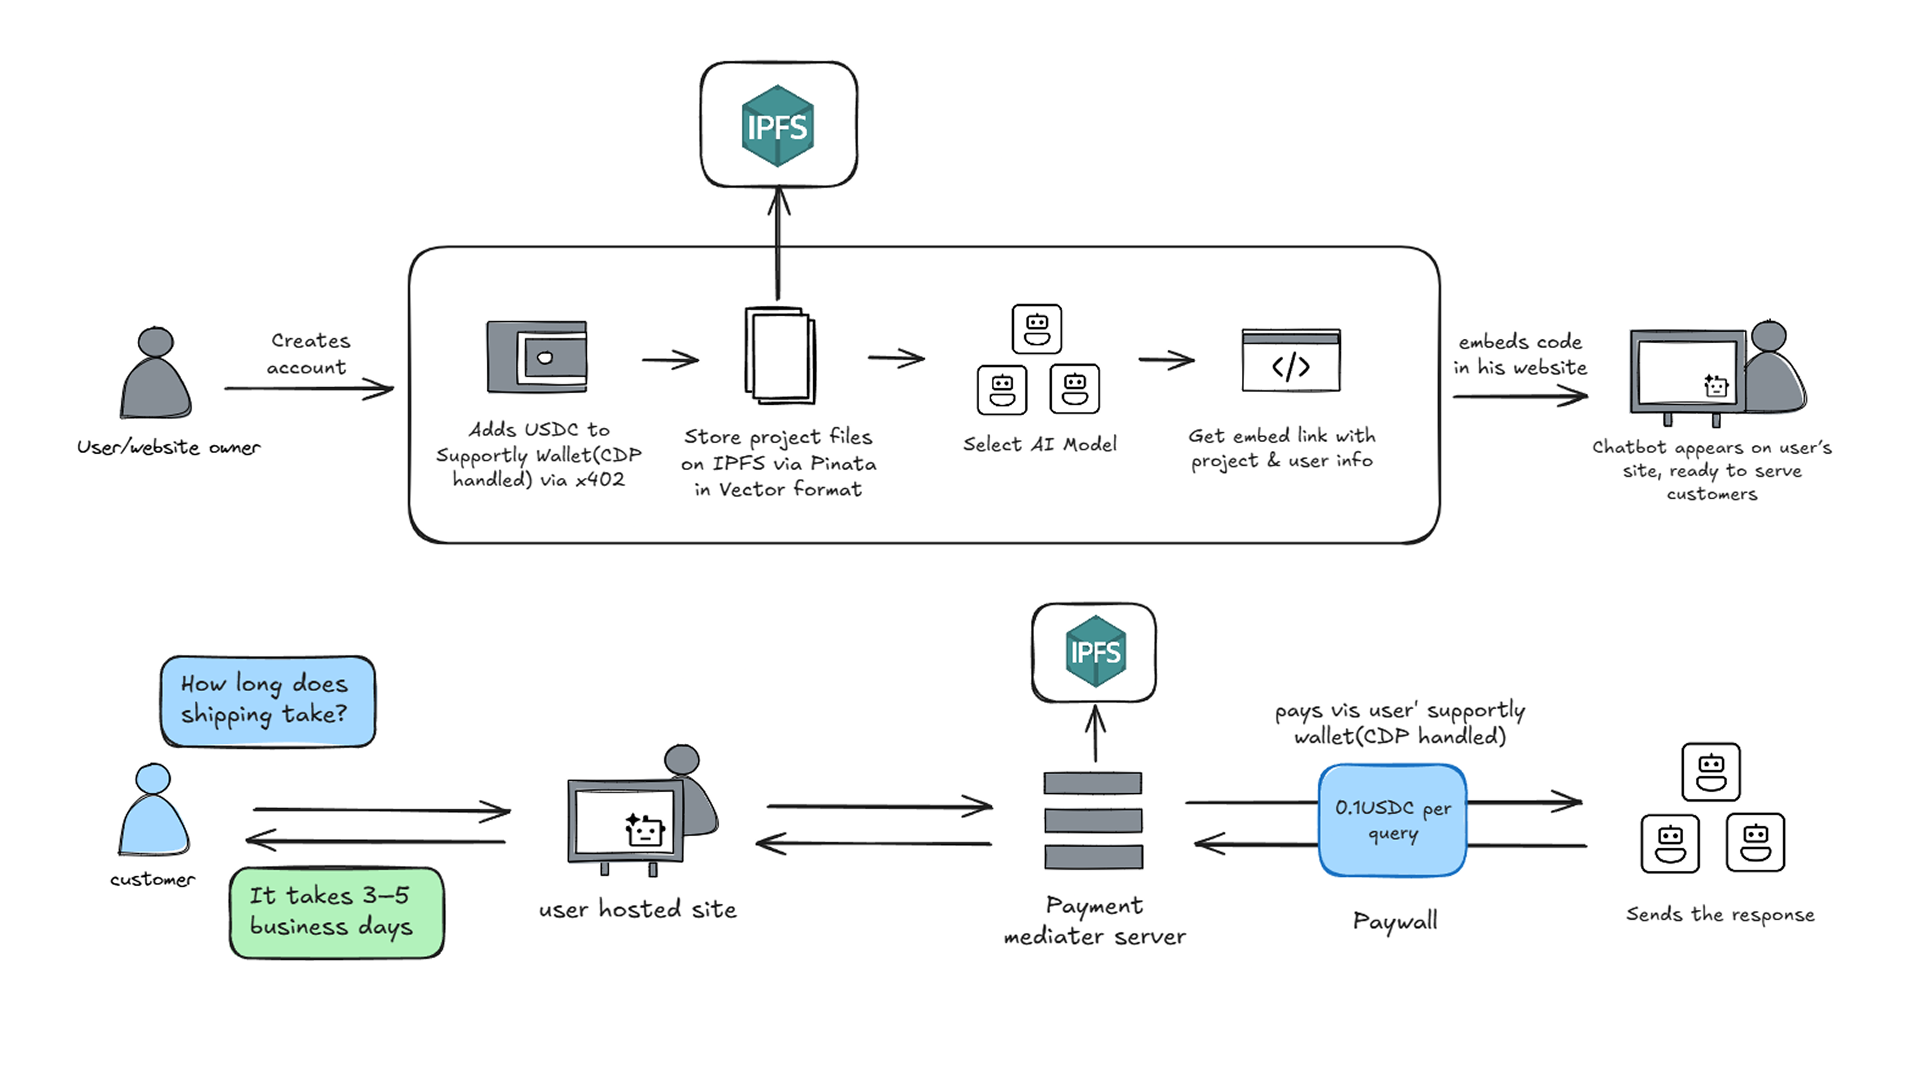 IPFS
Creates
account
User/website owner
Adds USDC to
Supportly Wallet(CDP
handled) via x402
Store project files
on IPFS via Pinata
in Vector format
Select AI Model
</>
Get embed link with
project & user info
embeds code
in his website
Chatbot appears on user's
site, ready to serve
customers
How long does
shipping take?
customer
It takes 3–5
business days
user hosted site
IPFS
Payment
mediater server
pays vis user' supportly
wallet(CDP handled)
0.1USDC per
query
Paywall
Sends the response